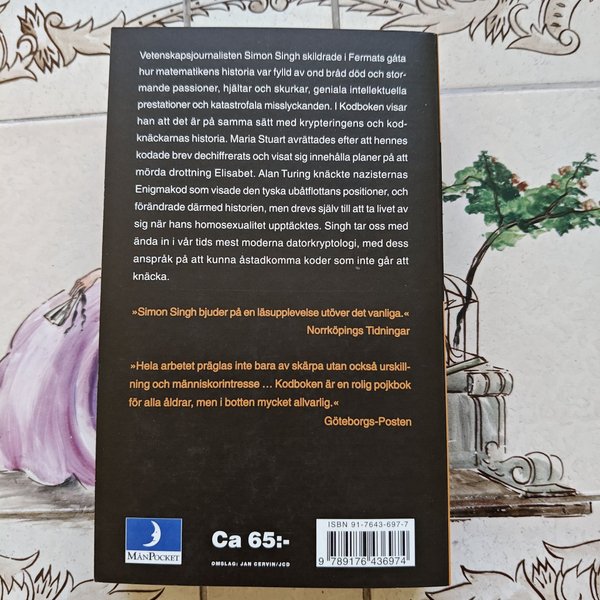 Vetenskapsjournalisten Simon Singh skildrade i Fermats gåta
hur matematikens historia var fylld av ond bråd död och stor-
mande passioner, hjältar och skurkar, geniala intellektuella
prestationer och katastrofala misslyckanden. I Kodboken visar
han att det är på samma sätt med krypteringens och kod-
knäckarnas historia. Maria Stuart avrättades efter att hennes
kodade brev dechiffrerats och visat sig innehålla planer på att
mörda drottning Elisabet. Alan Turing knäckte nazisternas
Enigmakod som visade den tyska ubåtflottans positioner, och
förändrade därmed historien, men drevs själv till att ta livet av
sig när hans homosexualitet upptäcktes. Singh tar oss med
ända in i vår tids mest moderna datorkryptologi, med dess
anspråk på att kunna åstadkomma koder som inte går att
knäcka.
»Simon Singh bjuder på en läsupplevelse utöver det vanliga.«
Norrköpings Tidningar
»Hela arbetet präglas inte bara av skärpa utan också urskill-
ning och människorintresse ... Kodboken är en rolig pojkbok
för alla åldrar, men i botten mycket allvarlig.«
Göteborgs-Posten
MånPocket
Ca 65:-
OMSLAG: JAN CERVIN/JCD
ISBN 91-7643-697-7
9 789176 436974